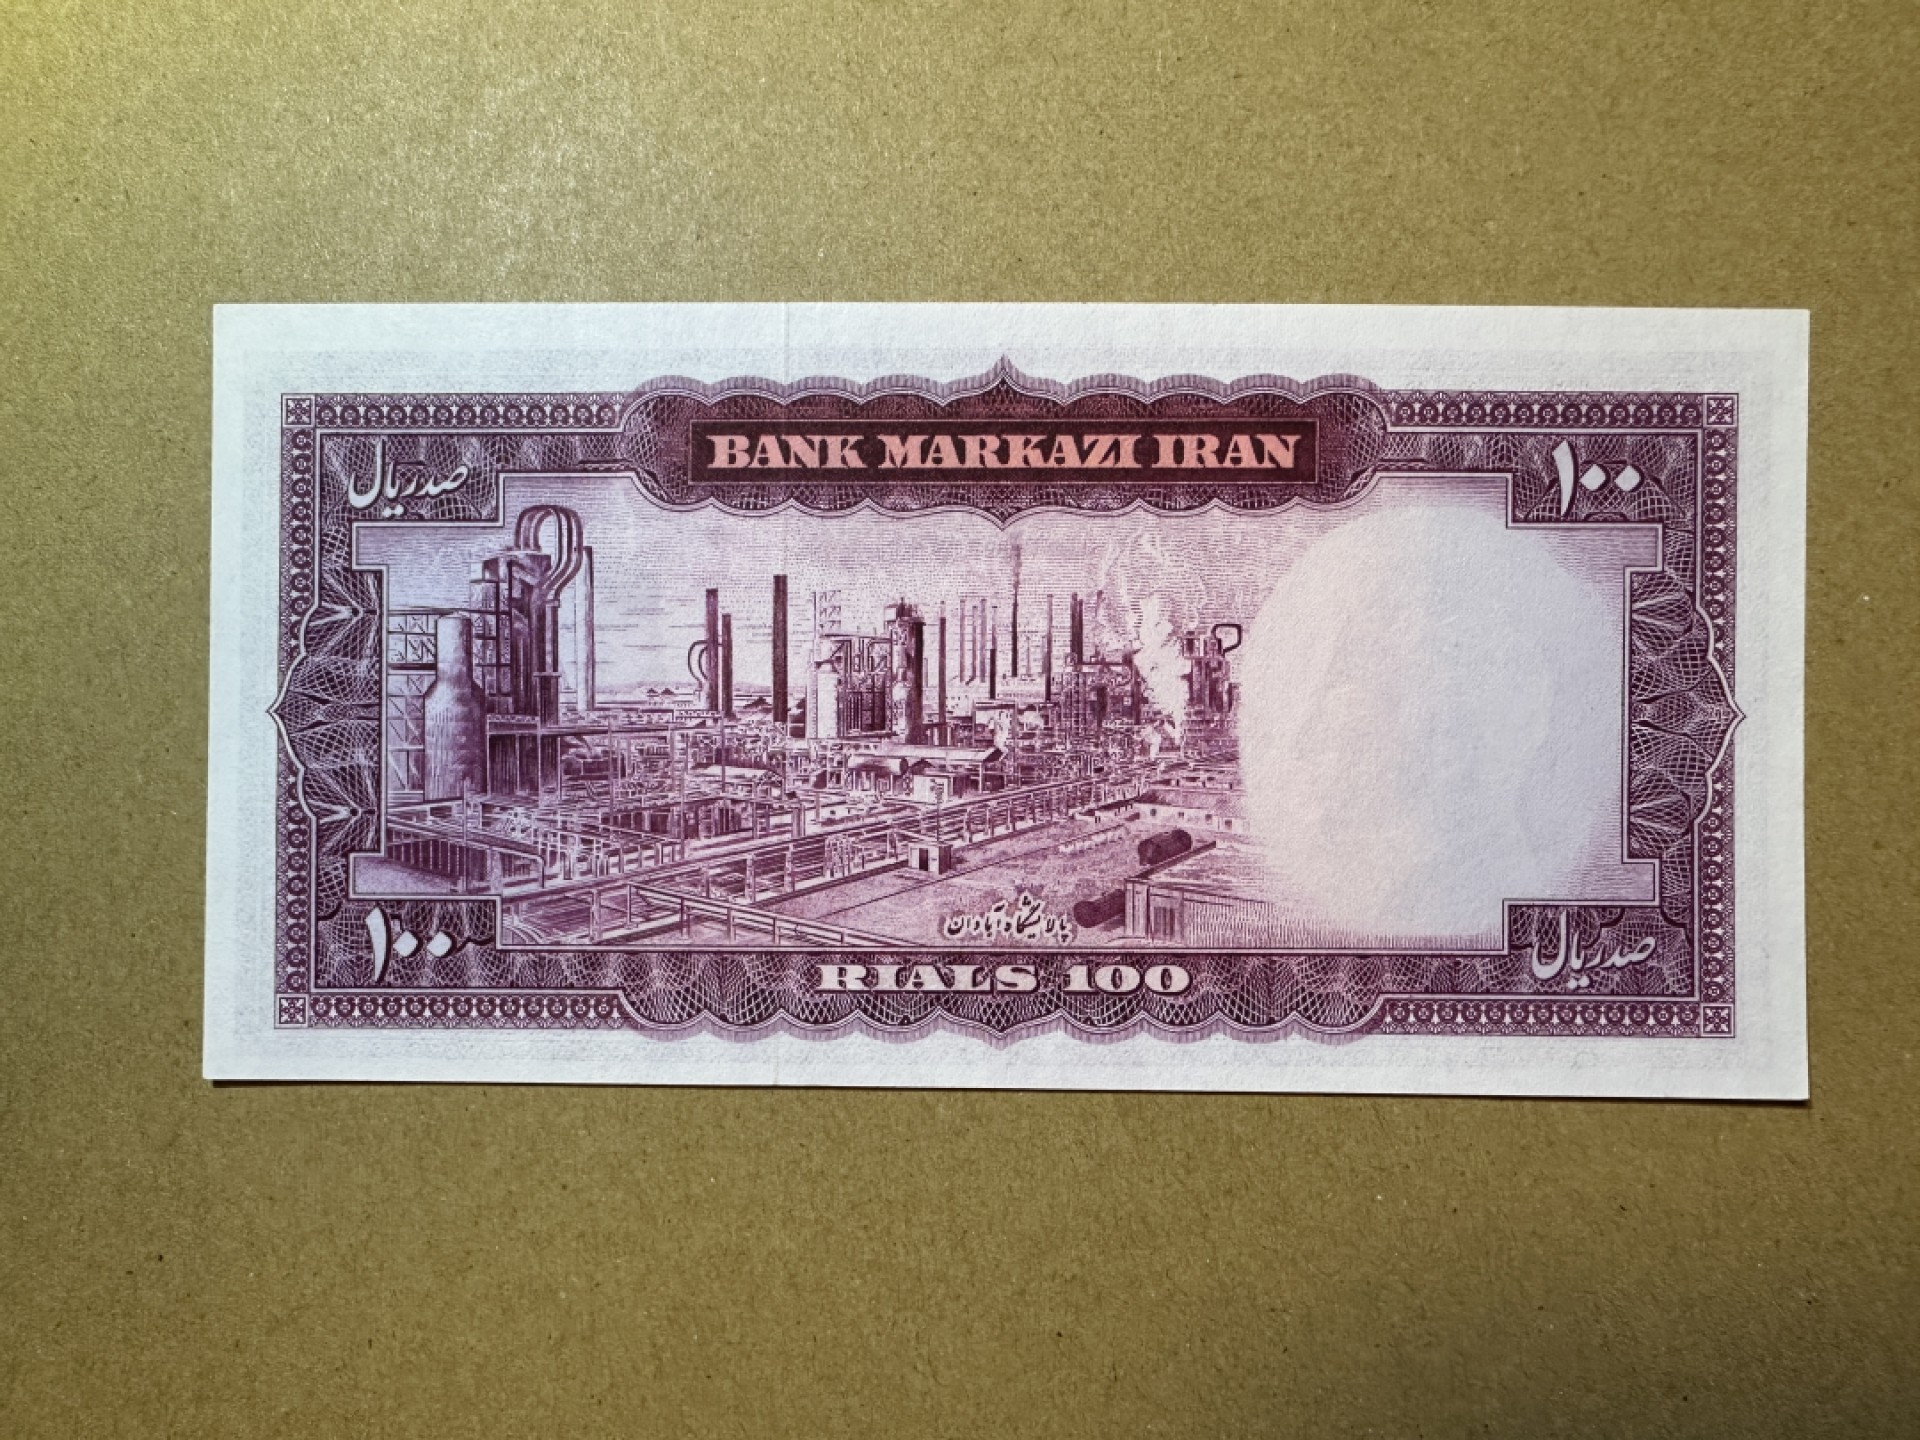 BANK MARKAZI IRAN
صد ریال
۱۰۰
پالایشگاه آبادان
۱۰۰
RIALS 100
صد ریال